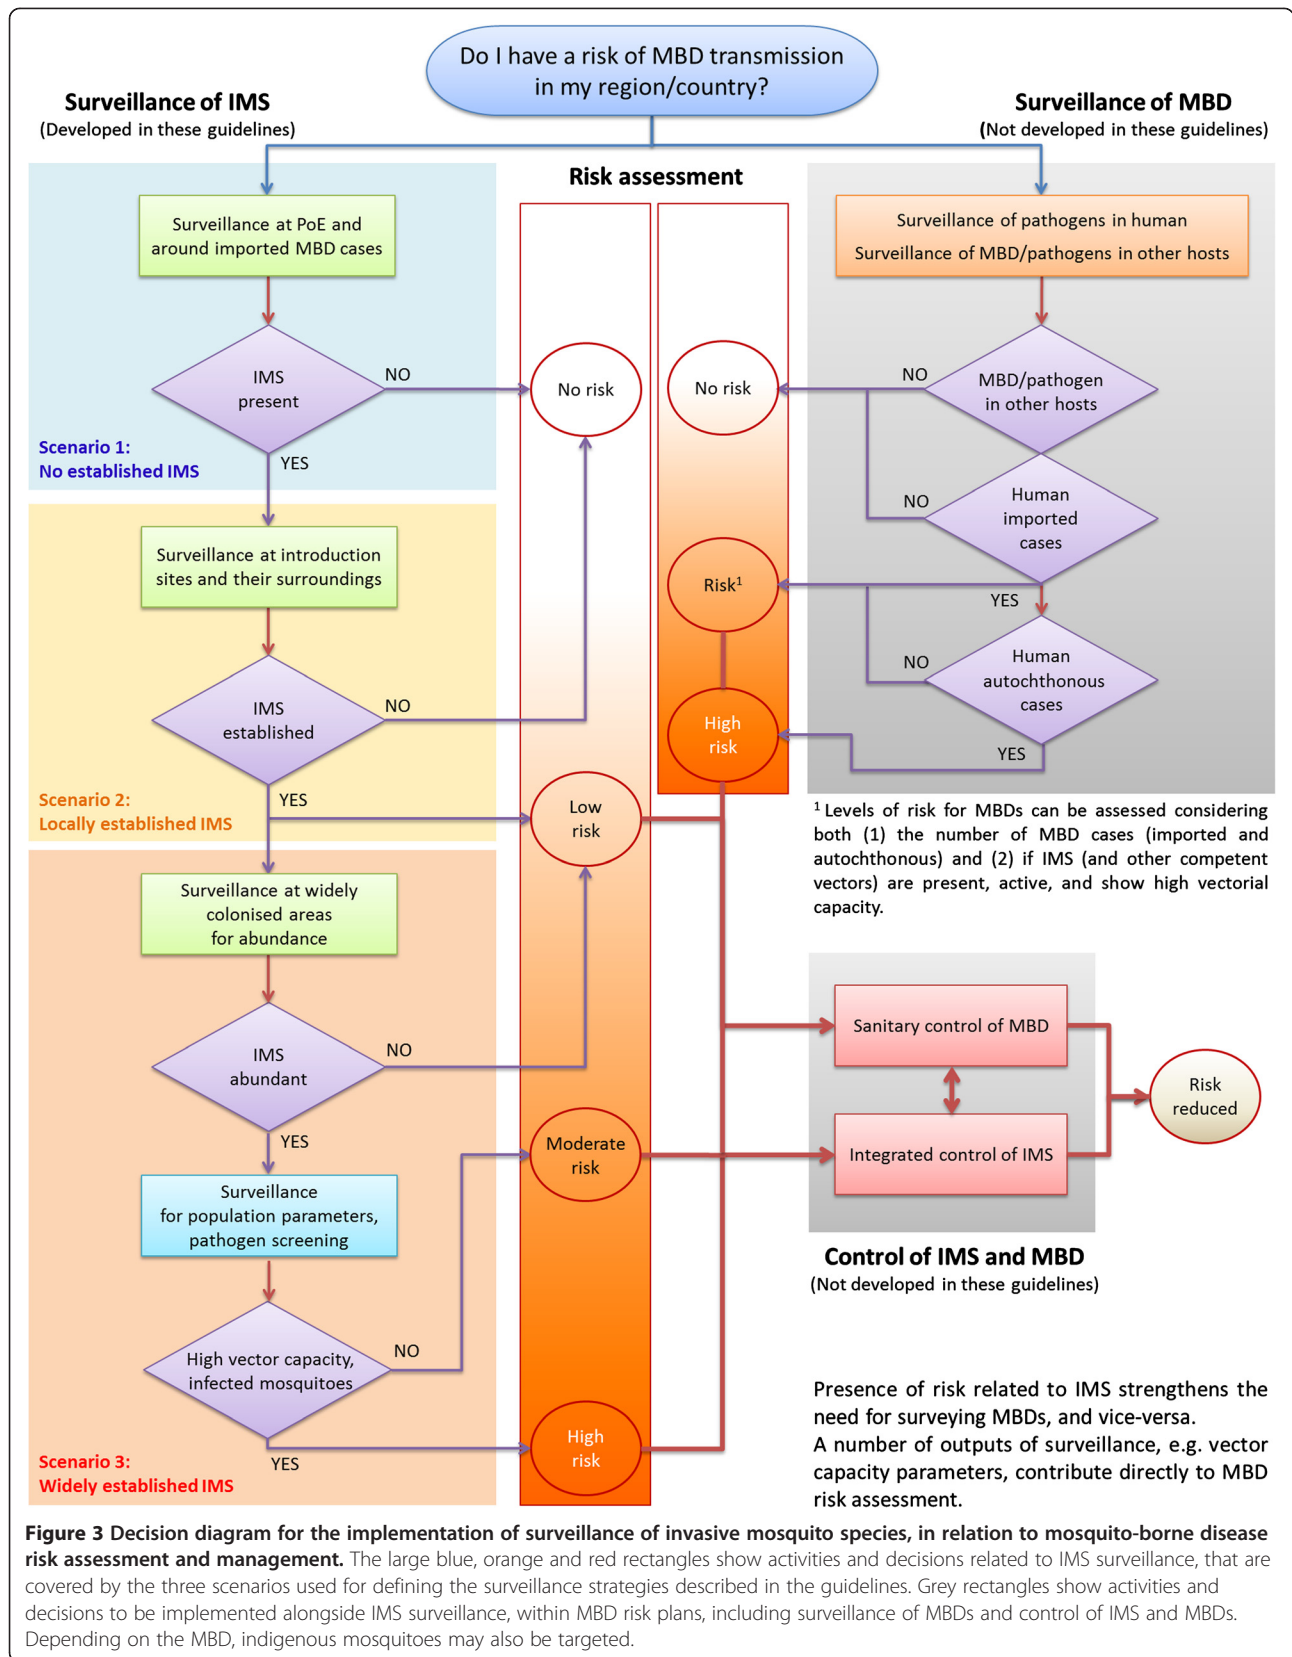 Do I have a risk of MBD transmission
in my region/country?
Surveillance of IMS
(Developed in these guidelines)
Surveillance of MBD
(Not developed in these guidelines)
Risk assessment
Surveillance at PoE and
around imported MBD cases
IMS
present
NO
YES
Scenario 1:
No established IMS
Surveillance at introduction
sites and their surroundings
IMS
established
NO
YES
Scenario 2:
Locally established IMS
Surveillance at widely
colonised areas
for abundance
IMS
abundant
NO
YES
Surveillance
for population parameters,
pathogen screening
High vector capacity,
infected mosquitoes
NO
YES
Scenario 3:
Widely established IMS
No risk
Low
risk
Moderate
risk
High
risk
No risk
Risk¹
High
risk
Surveillance of pathogens in human
Surveillance of MBD/pathogens in other hosts
MBD/pathogen
in other hosts
NO
Human
imported
cases
NO
YES
Human
autochthonous
cases
NO
YES
¹ Levels of risk for MBDs can be assessed considering
both (1) the number of MBD cases (imported and
autochthonous) and (2) if IMS (and other competent
vectors) are present, active, and show high vectorial
capacity.
Sanitary control of MBD
Integrated control of IMS
Risk
reduced
Control of IMS and MBD
(Not developed in these guidelines)
Presence of risk related to IMS strengthens the
need for surveying MBDs, and vice-versa.
A number of outputs of surveillance, e.g. vector
capacity parameters, contribute directly to MBD
risk assessment.
Figure 3 Decision diagram for the implementation of surveillance of invasive mosquito species, in relation to mosquito-borne disease
risk assessment and management. The large blue, orange and red rectangles show activities and decisions related to IMS surveillance, that are
covered by the three scenarios used for defining the surveillance strategies described in the guidelines. Grey rectangles show activities and
decisions to be implemented alongside IMS surveillance, within MBD risk plans, including surveillance of MBDs and control of IMS and MBDs.
Depending on the MBD, indigenous mosquitoes may also be targeted.